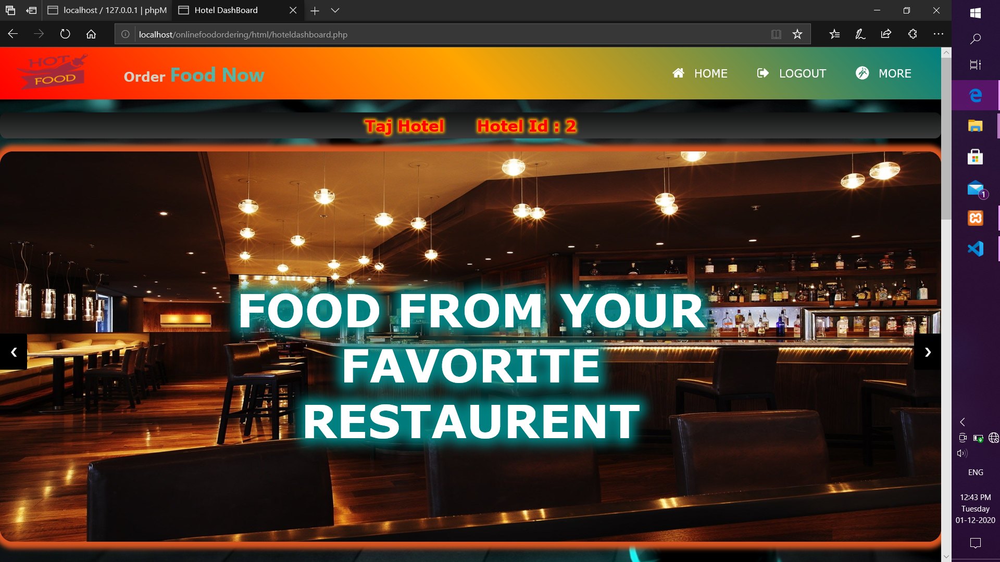 localhost / 127.0.0.1 | phpM
Hotel DashBoard
localhost/onlinefoodordering/html/hoteldashboard.php
HOT
FOOD
Order Food Now
HOME
LOGOUT
MORE
Taj Hotel Hotel Id : 2
FOOD FROM YOUR
FAVORITE
RESTAURENT
❮
❯
1
ENG
12:43 PM
Tuesday
01-12-2020